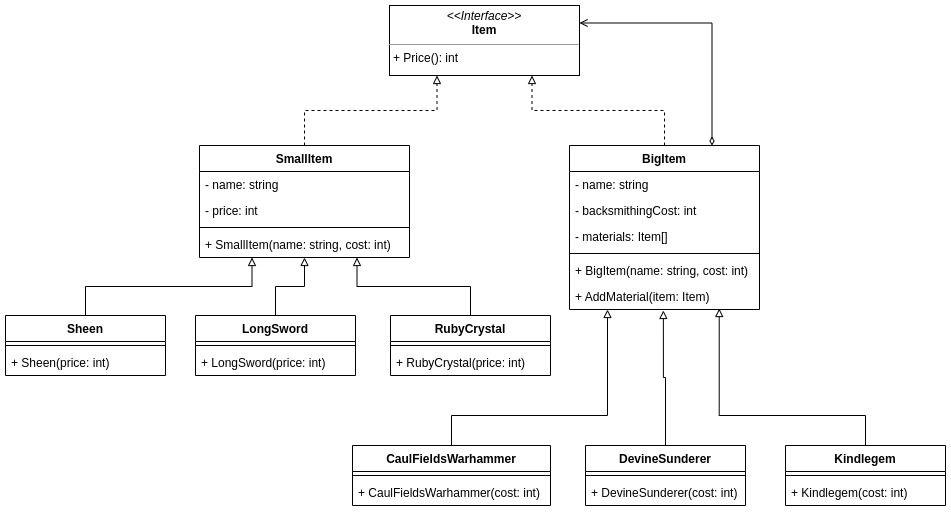 <<Interface>>
Item
+ Price(): int
SmallItem
- name: string
- price: int
+ SmallItem(name: string, cost: int)
BigItem
- name: string
- backsmithingCost: int
- materials: Item[]
+ BigItem(name: string, cost: int)
+ AddMaterial(item: Item)
Sheen
+ Sheen(price: int)
LongSword
+ LongSword(price: int)
RubyCrystal
+ RubyCrystal(price: int)
CaulFieldsWarhammer
+ CaulFieldsWarhammer(cost: int)
DevineSunderer
+ DevineSunderer(cost: int)
Kindlegem
+ Kindlegem(cost: int)